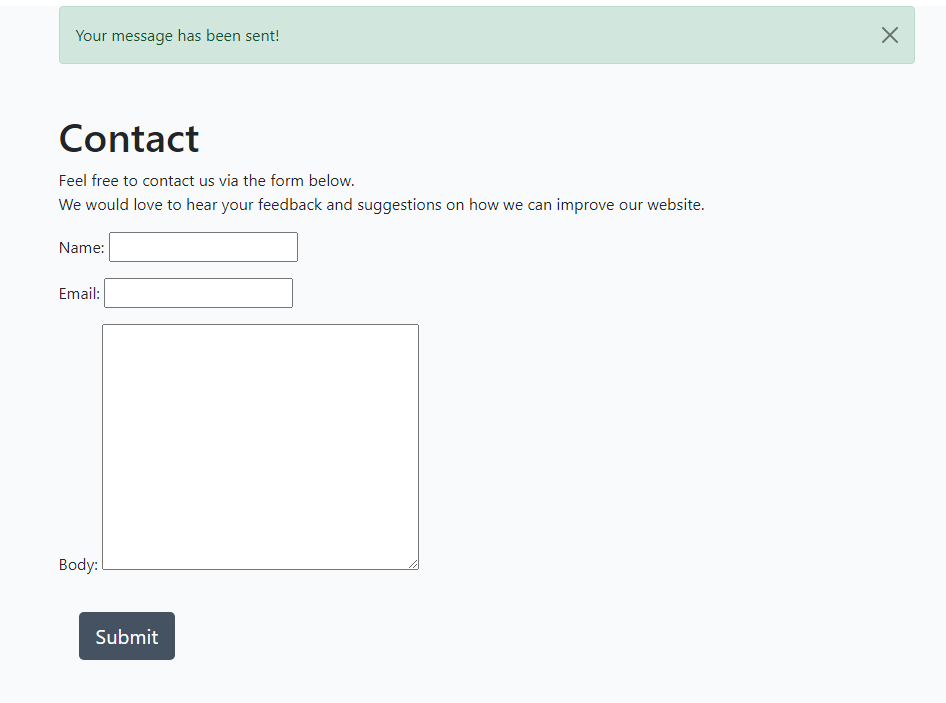 Your message has been sent!
Contact
Feel free to contact us via the form below.
We would love to hear your feedback and suggestions on how we can improve our website.
Name:
Email:
Body:
Submit